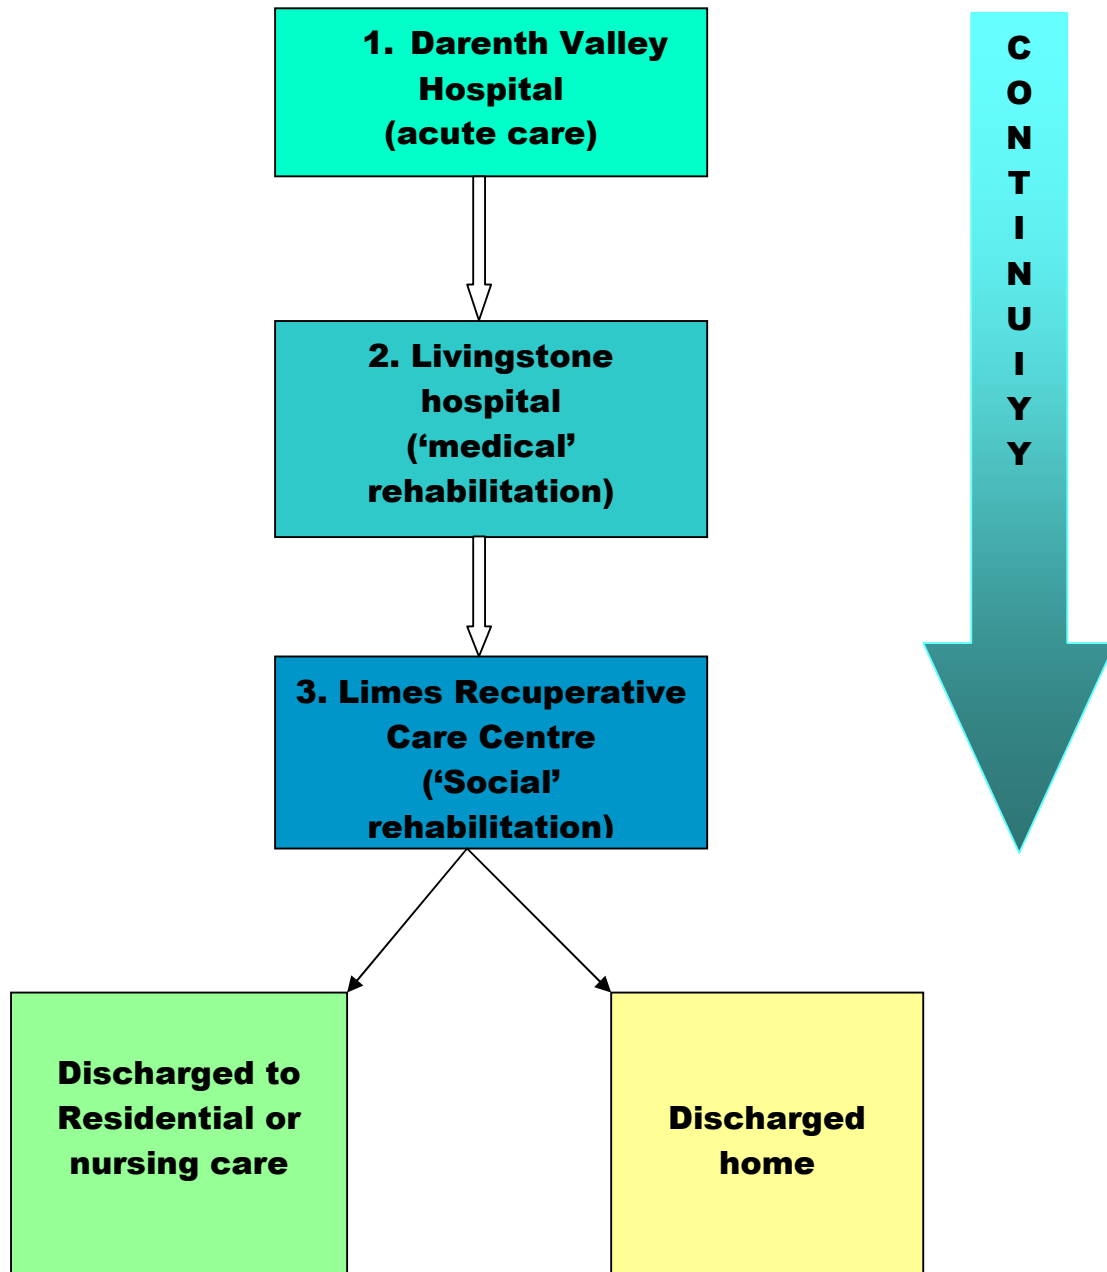 1. Darenth Valley
Hospital
(acute care)
2. Livingstone
hospital
(‘medical’
rehabilitation)
3. Limes Recuperative
Care Centre
(‘Social’
rehabilitation)
Discharged to
Residential or
nursing care
Discharged
home
C
O
N
T
I
N
U
I
Y
Y